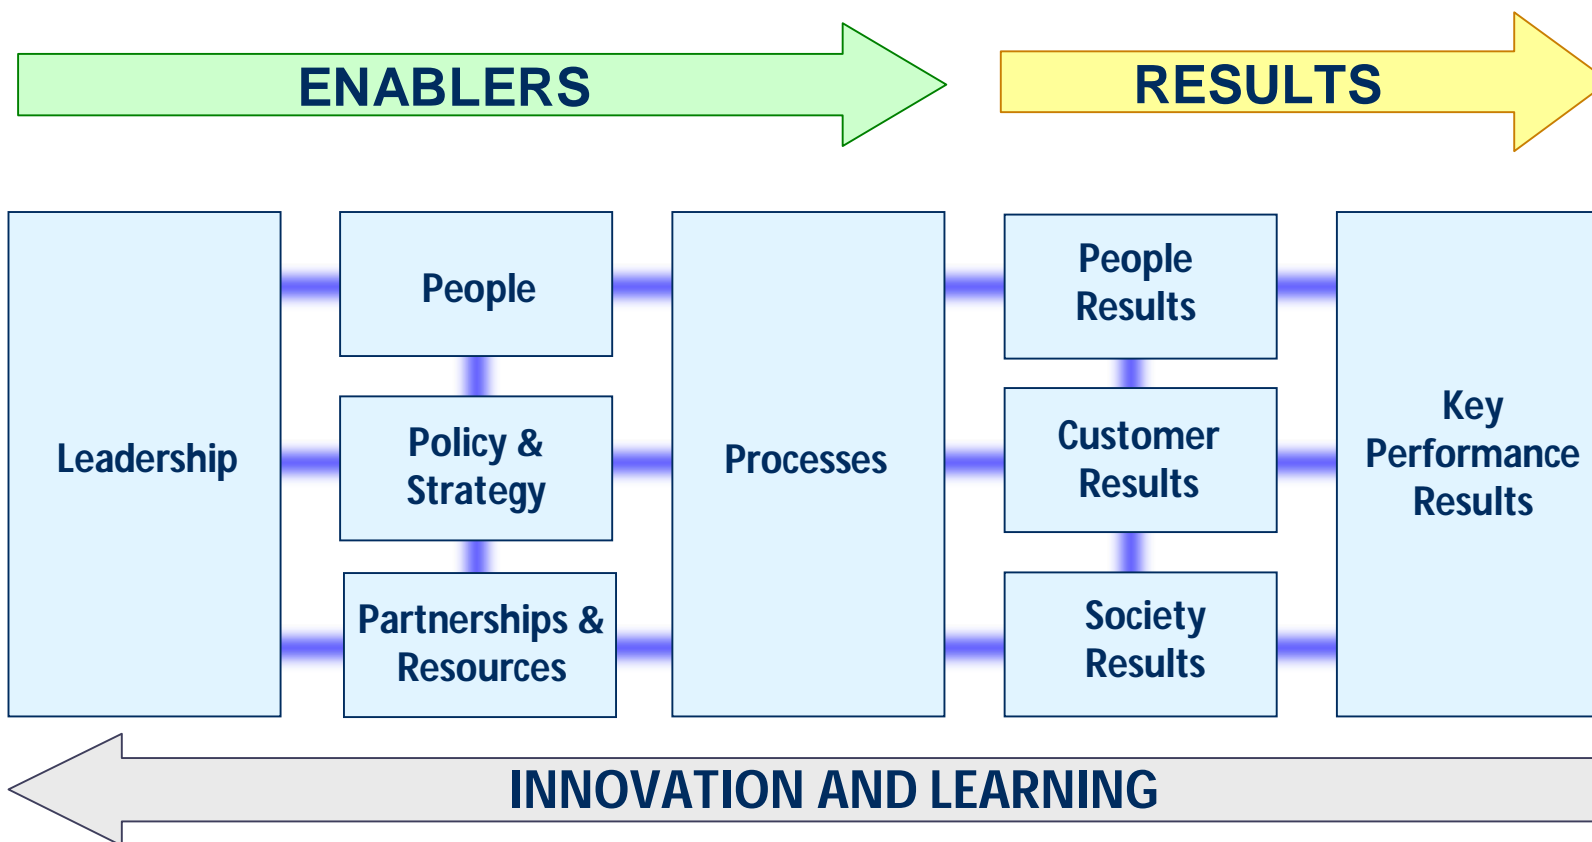 ENABLERS
RESULTS
Leadership
People
Policy &
Strategy
Partnerships &
Resources
Processes
People
Results
Customer
Results
Society
Results
Key
Performance
Results
INNOVATION AND LEARNING